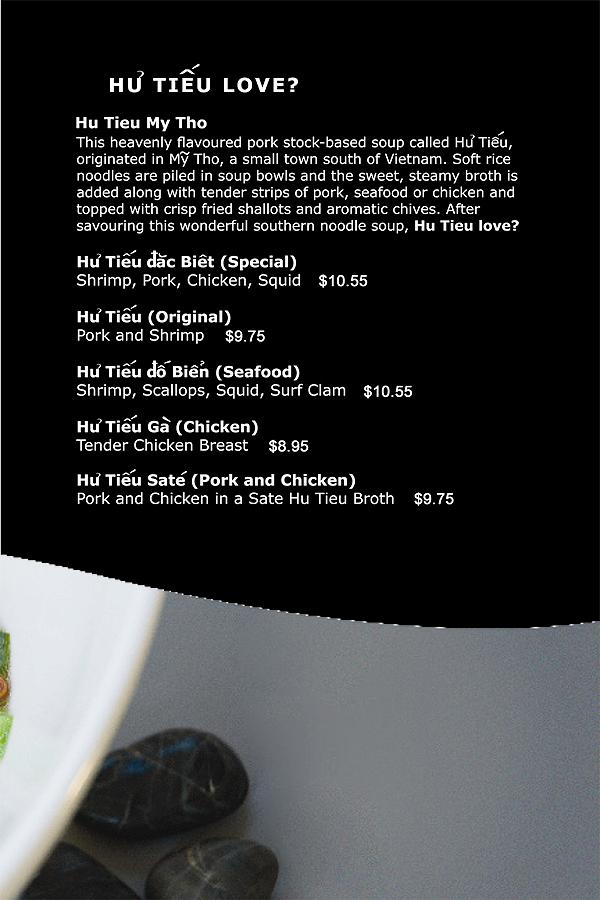 HƯ TIẾU LOVE?
Hu Tieu My Tho
This heavenly flavoured pork stock-based soup called Hư Tiếu,
originated in Mỹ Tho, a small town south of Vietnam. Soft rice
noodles are piled in soup bowls and the sweet, steamy broth is
added along with tender strips of pork, seafood or chicken and
topped with crisp fried shallots and aromatic chives. After
savouring this wonderful southern noodle soup, Hu Tieu love?
Hư Tiếu đăc Biêt (Special)
Shrimp, Pork, Chicken, Squid $10.55
Hư Tiếu (Original)
Pork and Shrimp $9.75
Hư Tiếu đố Biển (Seafood)
Shrimp, Scallops, Squid, Surf Clam $10.55
Hư Tiếu Gà (Chicken)
Tender Chicken Breast $8.95
Hư Tiếu Saté (Pork and Chicken)
Pork and Chicken in a Sate Hu Tieu Broth $9.75